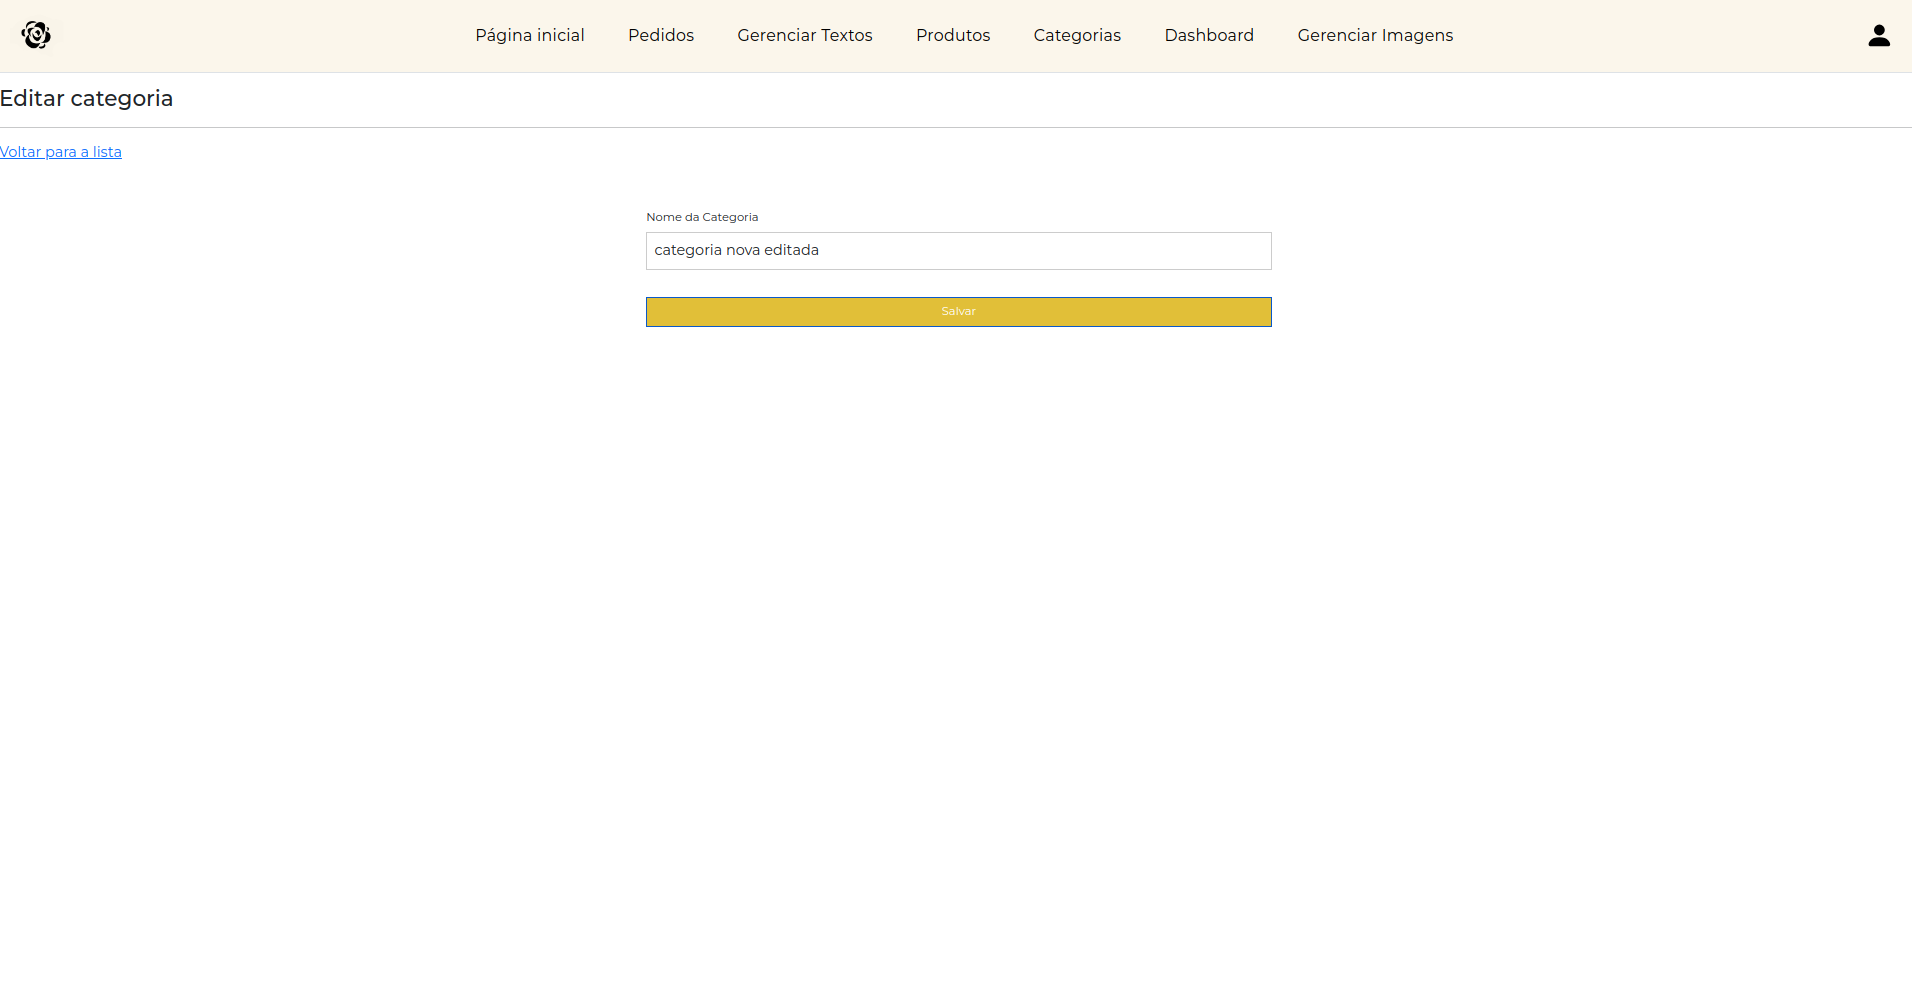 Página inicial Pedidos Gerenciar Textos Produtos Categorias Dashboard Gerenciar Imagens
Editar categoria
Voltar para a lista
Nome da Categoria
categoria nova editada
Salvar